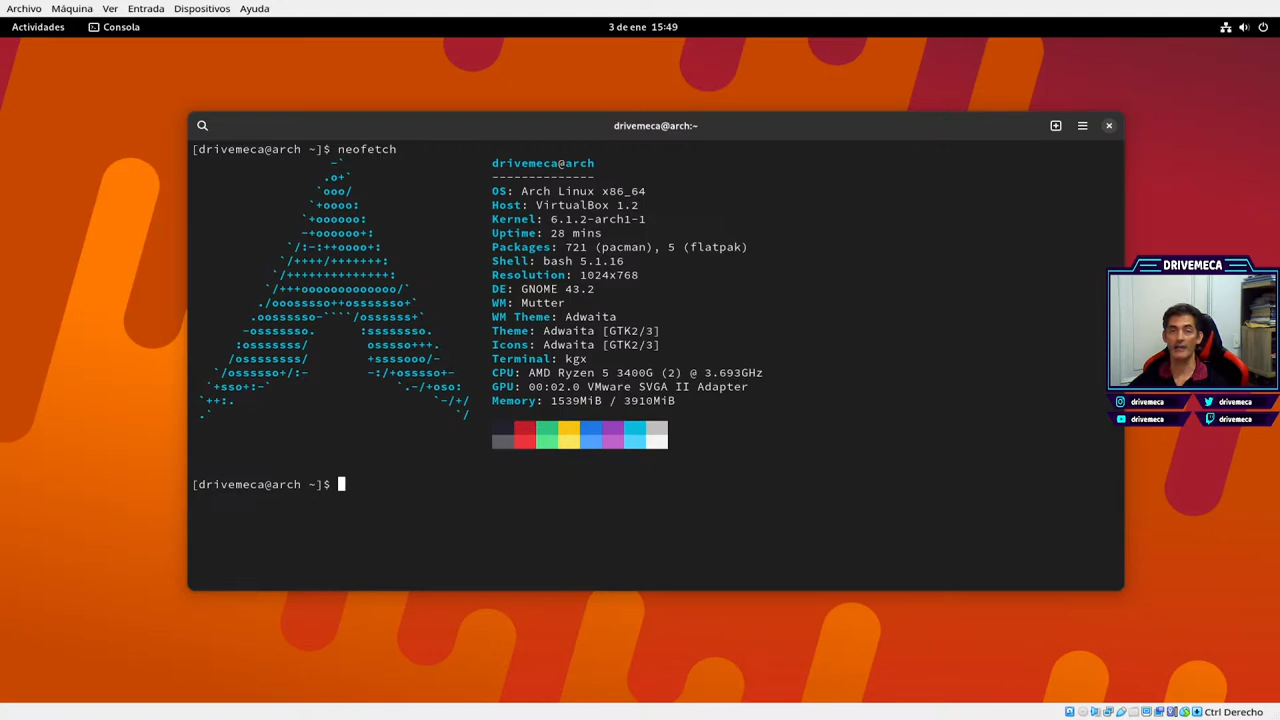 Archivo Máquina Ver Entrada Dispositivos Ayuda
Actividades Consola 3 de ene 15:49
drivemeca@arch:~
[drivemeca@arch ~]$ neofetch
drivemeca@arch
--------------
OS: Arch Linux x86_64
Host: VirtualBox 1.2
Kernel: 6.1.2-arch1-1
Uptime: 28 mins
Packages: 721 (pacman), 5 (flatpak)
Shell: bash 5.1.16
Resolution: 1024x768
DE: GNOME 43.2
WM: Mutter
WM Theme: Adwaita
Theme: Adwaita [GTK2/3]
Icons: Adwaita [GTK2/3]
Terminal: kgx
CPU: AMD Ryzen 5 3400G (2) @ 3.693GHz
GPU: 00:02.0 VMware SVGA II Adapter
Memory: 1539MiB / 3910MiB
[drivemeca@arch ~]$
DRIVEMECA
drivemeca drivemeca
drivemeca drivemeca
Ctrl Derecho